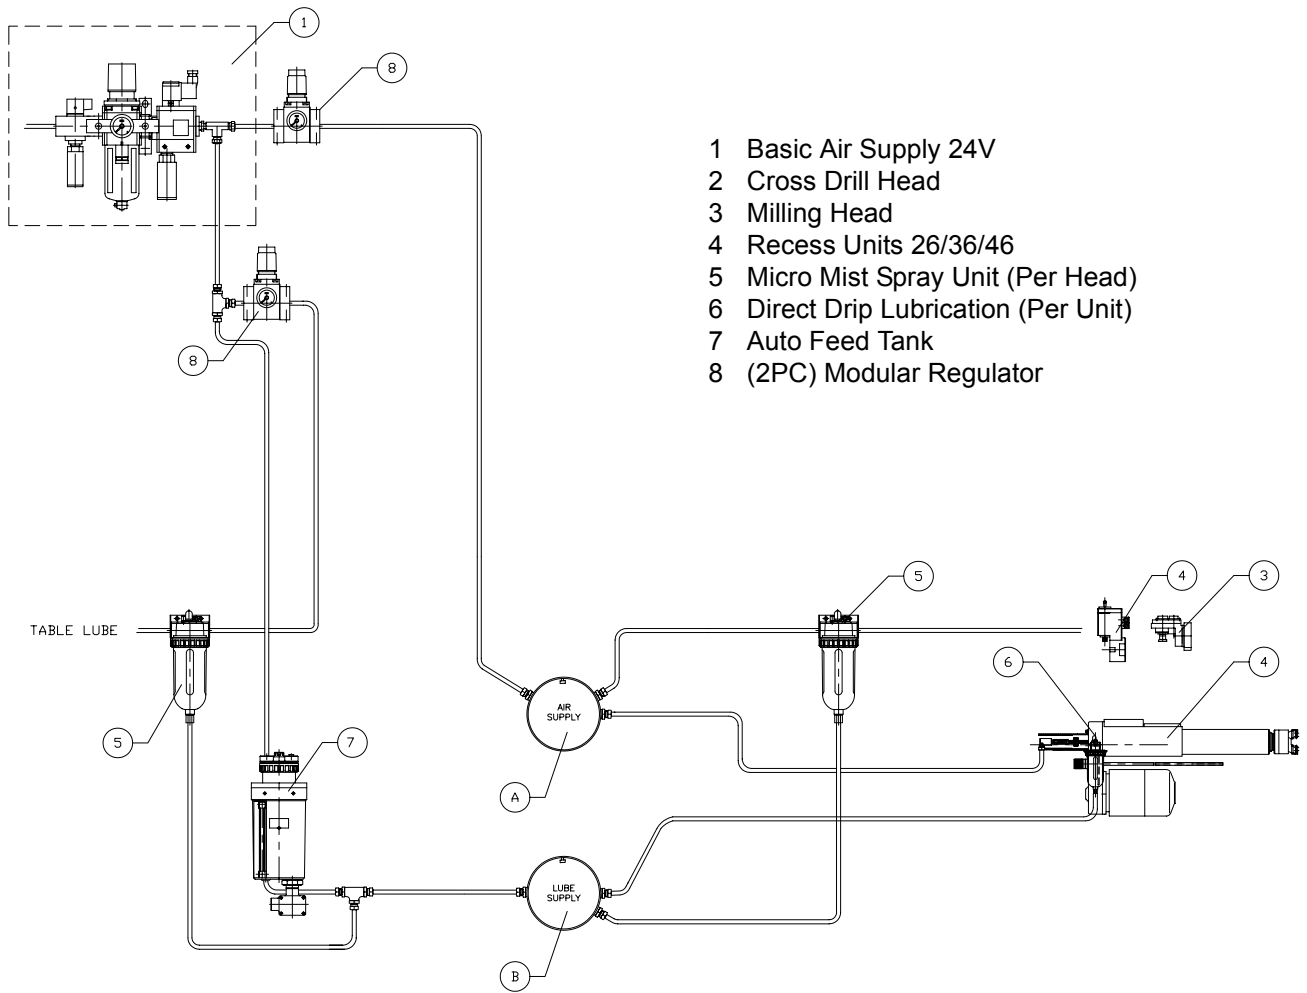 1
8
1 Basic Air Supply 24V
2 Cross Drill Head
3 Milling Head
4 Recess Units 26/36/46
5 Micro Mist Spray Unit (Per Head)
6 Direct Drip Lubrication (Per Unit)
7 Auto Feed Tank
8 (2PC) Modular Regulator
8
5
4
3
TABLE LUBE
6
4
AIR
SUPPLY
5
7
A
LUBE
SUPPLY
B